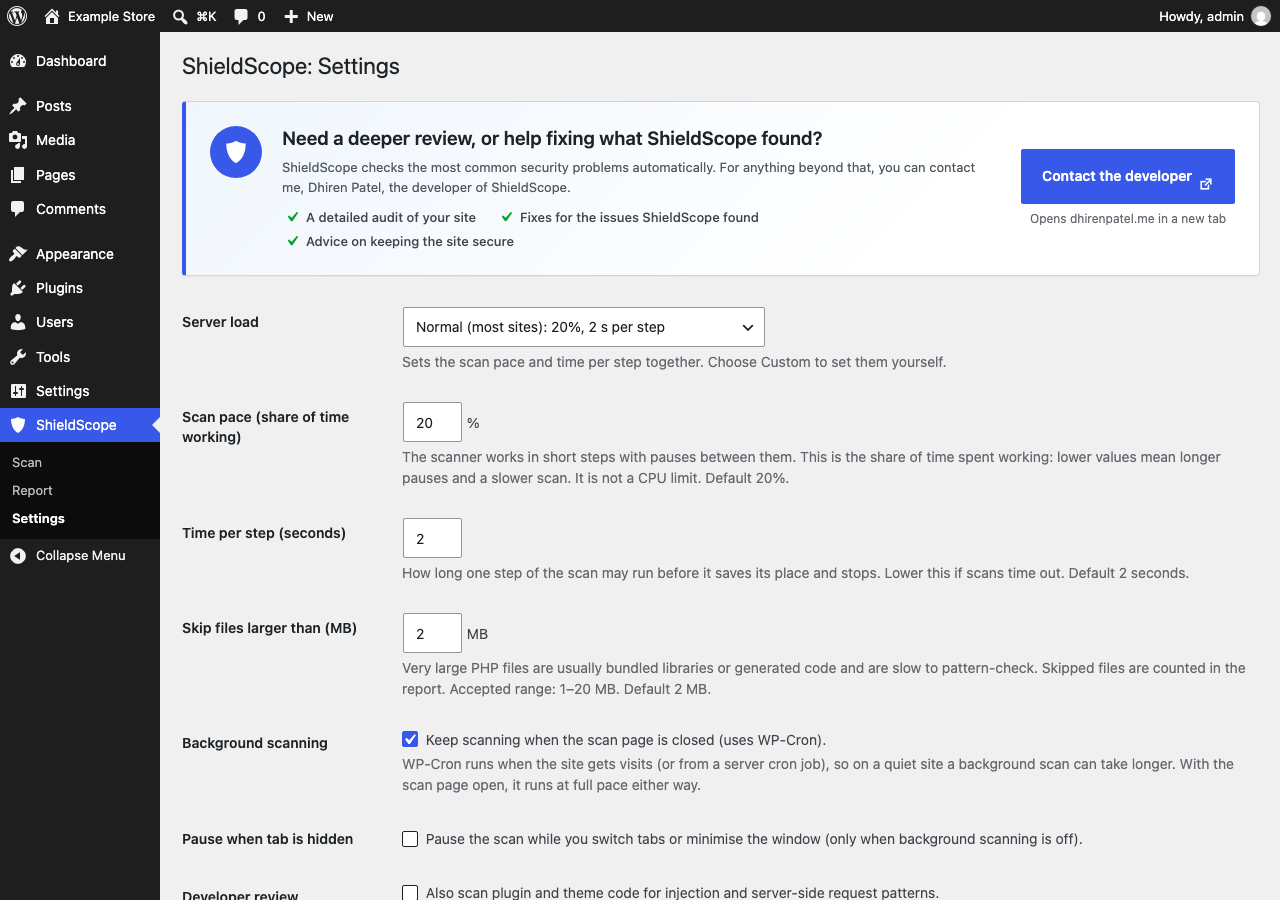 Example Store
⌘K
0
New
Howdy, admin
Dashboard
Posts
Media
Pages
Comments
Appearance
Plugins
Users
Tools
Settings
ShieldScope
Scan
Report
Settings
Collapse Menu
ShieldScope: Settings
Need a deeper review, or help fixing what ShieldScope found?
ShieldScope checks the most common security problems automatically. For anything beyond that, you can contact
me, Dhiren Patel, the developer of ShieldScope.
A detailed audit of your site
Fixes for the issues ShieldScope found
Advice on keeping the site secure
Contact the developer
Opens dhirenpatel.me in a new tab
Server load
Normal (most sites): 20%, 2 s per step
Sets the scan pace and time per step together. Choose Custom to set them yourself.
Scan pace (share of time
working)
20 %
The scanner works in short steps with pauses between them. This is the share of time spent working: lower values mean longer
pauses and a slower scan. It is not a CPU limit. Default 20%.
Time per step (seconds)
2
How long one step of the scan may run before it saves its place and stops. Lower this if scans time out. Default 2 seconds.
Skip files larger than (MB)
2 MB
Very large PHP files are usually bundled libraries or generated code and are slow to pattern-check. Skipped files are counted in the
report. Accepted range: 1–20 MB. Default 2 MB.
Background scanning
Keep scanning when the scan page is closed (uses WP-Cron).
WP-Cron runs when the site gets visits (or from a server cron job), so on a quiet site a background scan can take longer. With the
scan page open, it runs at full pace either way.
Pause when tab is hidden
Pause the scan while you switch tabs or minimise the window (only when background scanning is off).
Developer review
Also scan plugin and theme code for injection and server-side request patterns.